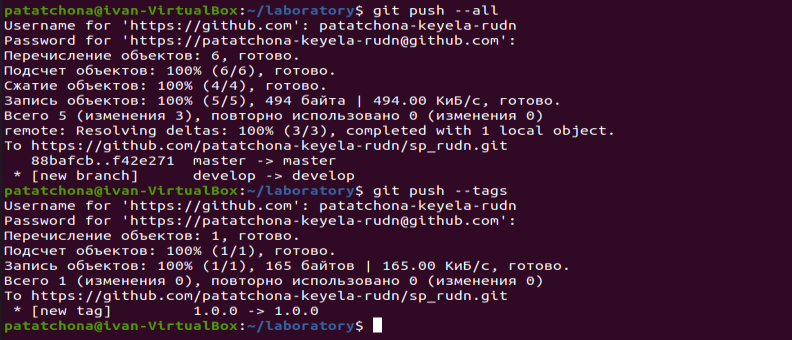 patatchona@ivan-VirtualBox:~/laboratory$ git push --all
Username for 'https://github.com': patatchona-keyela-rudn
Password for 'https://patatchona-keyela-rudn@github.com':
Перечисление объектов: 6, готово.
Подсчет объектов: 100% (6/6), готово.
Сжатие объектов: 100% (4/4), готово.
Запись объектов: 100% (5/5), 494 байта | 494.00 КиБ/с, готово.
Всего 5 (изменения 3), повторно использовано 0 (изменения 0)
remote: Resolving deltas: 100% (3/3), completed with 1 local object.
To https://github.com/patatchona-keyela-rudn/sp_rudn.git
   88bafcb..f42e271  master -> master
 * [new branch]      develop -> develop
patatchona@ivan-VirtualBox:~/laboratory$ git push --tags
Username for 'https://github.com': patatchona-keyela-rudn
Password for 'https://patatchona-keyela-rudn@github.com':
Перечисление объектов: 1, готово.
Подсчет объектов: 100% (1/1), готово.
Запись объектов: 100% (1/1), 165 байтов | 165.00 КиБ/с, готово.
Всего 1 (изменения 0), повторно использовано 0 (изменения 0)
To https://github.com/patatchona-keyela-rudn/sp_rudn.git
 * [new tag]         1.0.0 -> 1.0.0
patatchona@ivan-VirtualBox:~/laboratory$